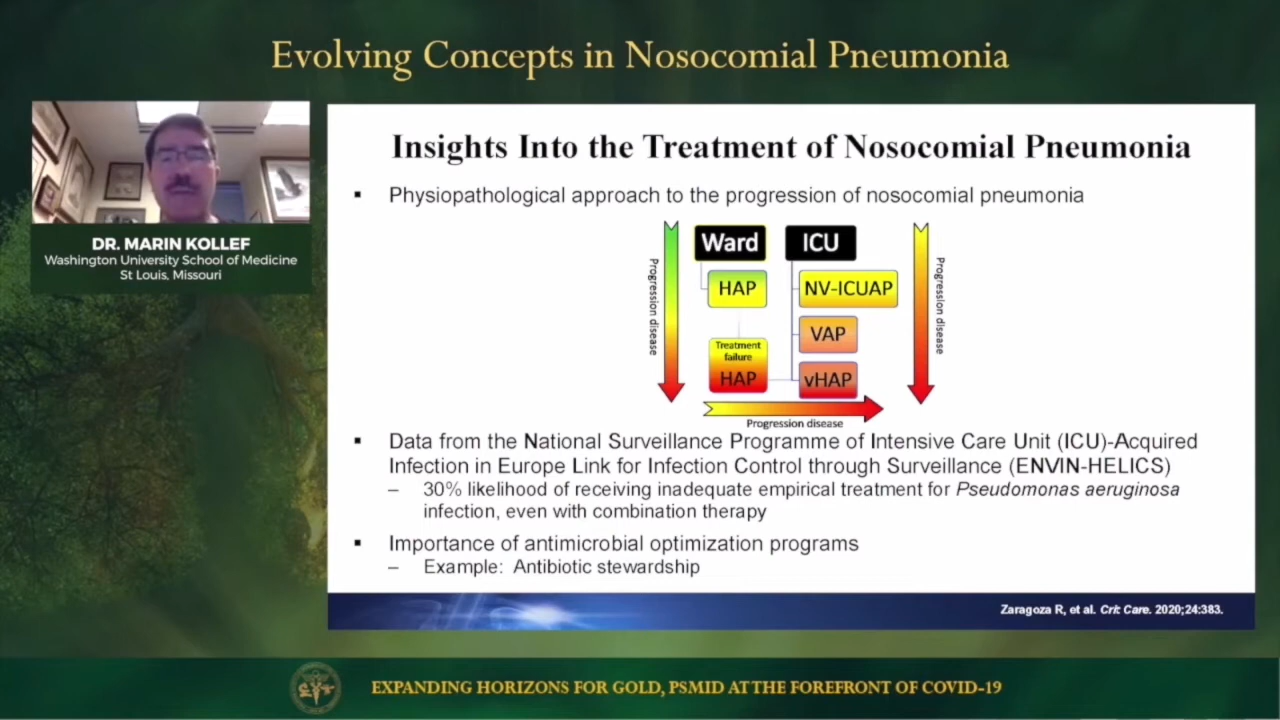 Evolving Concepts in Nosocomial Pneumonia
DR. MARIN KOLLEF
Washington University School of Medicine
St Louis, Missouri
Insights Into the Treatment of Nosocomial Pneumonia
▪ Physiopathological approach to the progression of nosocomial pneumonia
Progression disease
Ward
HAP
Treatment
failure
HAP
ICU
NV-ICUAP
VAP
vHAP
Progression disease
Progression disease
▪ Data from the National Surveillance Programme of Intensive Care Unit (ICU)-Acquired
Infection in Europe Link for Infection Control through Surveillance (ENVIN-HELICS)
– 30% likelihood of receiving inadequate empirical treatment for Pseudomonas aeruginosa
infection, even with combination therapy
▪ Importance of antimicrobial optimization programs
– Example: Antibiotic stewardship
Zaragoza R, et al. Crit Care. 2020;24:383.
EXPANDING HORIZONS FOR GOLD, PSMID AT THE FOREFRONT OF COVID-19